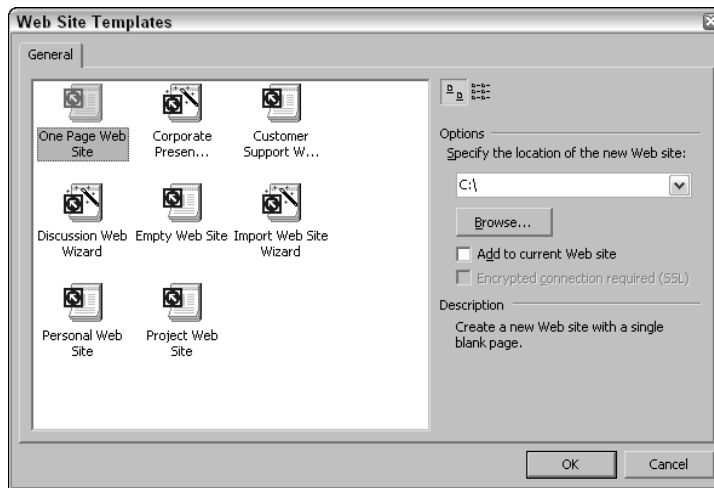 Web Site Templates
General
One Page Web
Site
Corporate
Presen...
Customer
Support W...
Discussion Web
Wizard
Empty Web Site
Import Web Site
Wizard
Personal Web
Site
Project Web
Site
Options
Specify the location of the new Web site:
C:\
Browse...
Add to current Web site
Encrypted connection required (SSL)
Description
Create a new Web site with a single
blank page.
OK
Cancel